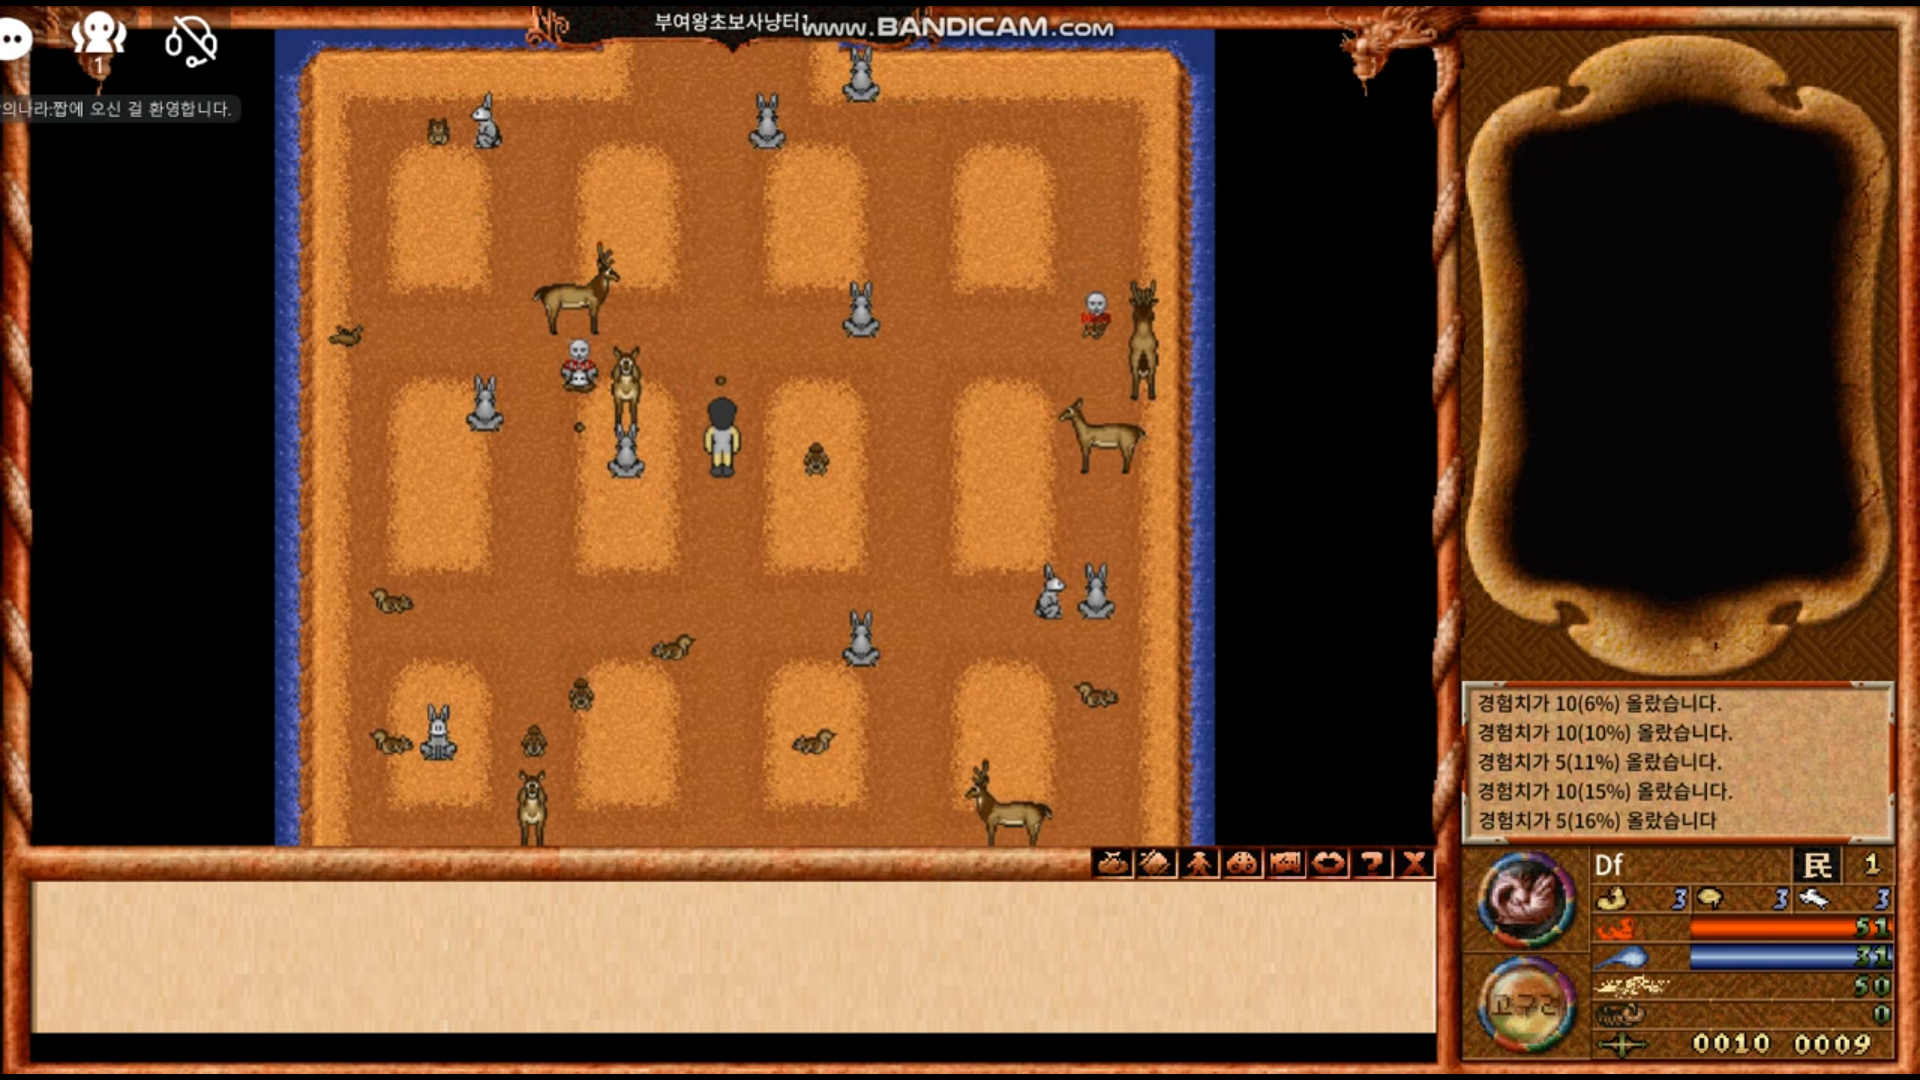 부여왕초보사냥터1
www.BANDICAM.com
1
의나라:짭에 오신 걸 환영합니다.
경험치가 10(6%) 올랐습니다.
경험치가 10(10%) 올랐습니다.
경험치가 5(11%) 올랐습니다.
경험치가 10(15%) 올랐습니다.
경험치가 5(16%) 올랐습니다
Df 民 1
3 3 3
51
31
50
고구려
0
0010 0009
?